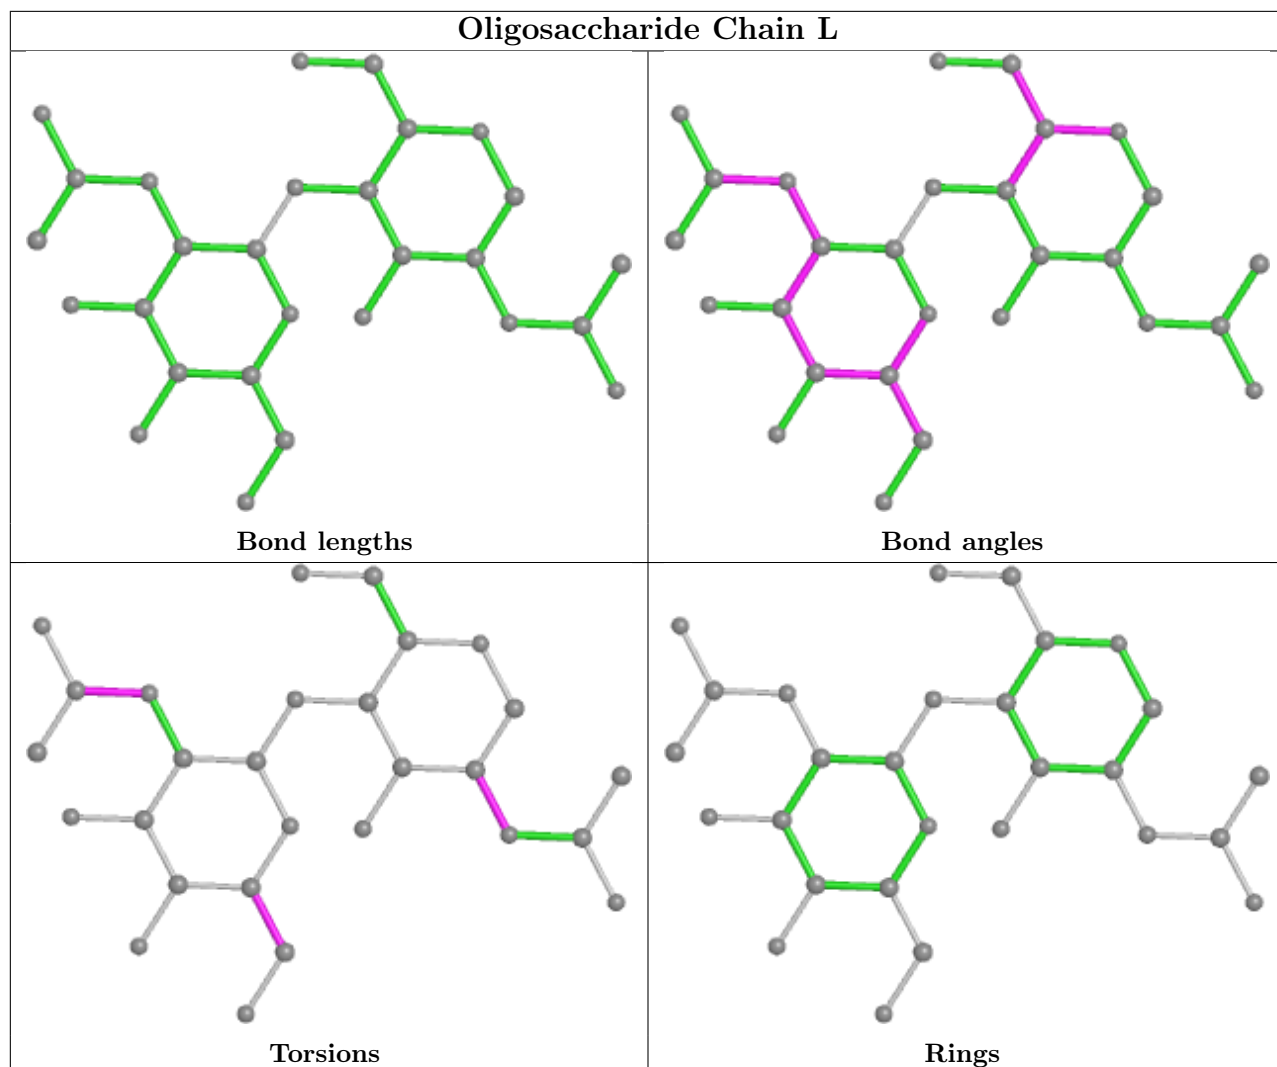 Oligosaccharide Chain L
Bond lengths
Bond angles
Torsions
Rings